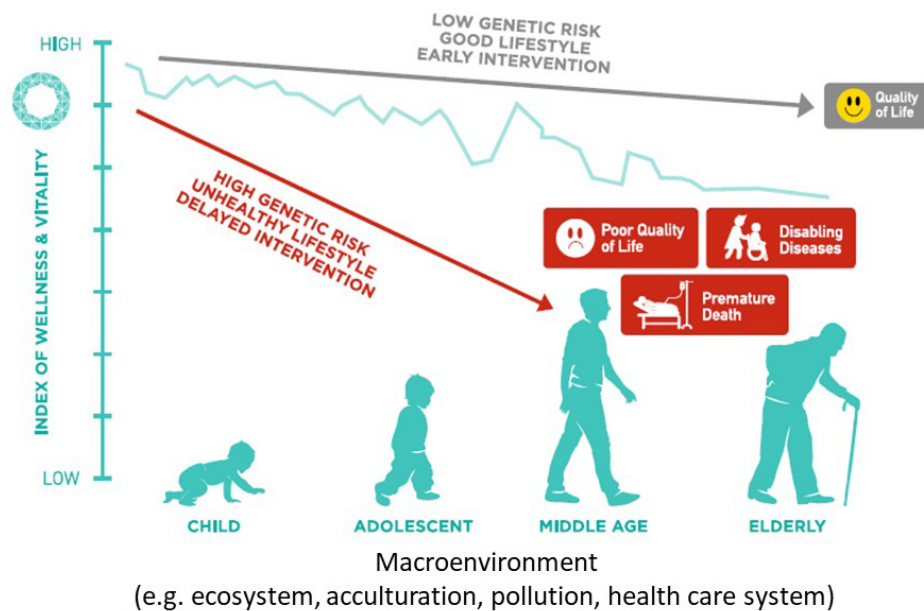 HIGH
LOW GENETIC RISK
GOOD LIFESTYLE
EARLY INTERVENTION
Quality
of Life
INDEX OF WELLNESS & VITALITY
HIGH GENETIC RISK
UNHEALTHY LIFESTYLE
DELAYED INTERVENTION
Poor Quality
of Life
Disabling
Diseases
Premature
Death
LOW
CHILD
ADOLESCENT
MIDDLE AGE
ELDERLY
Macroenvironment
(e.g. ecosystem, acculturation, pollution, health care system)